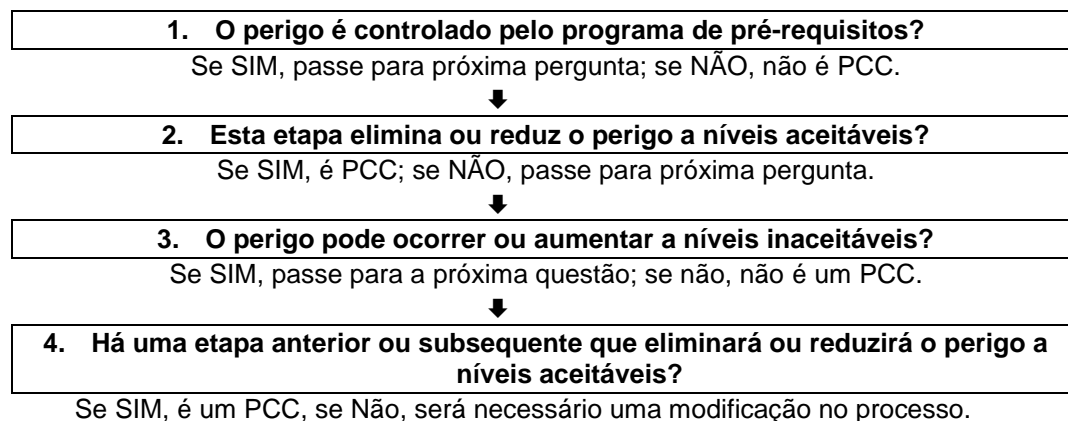 1. O perigo é controlado pelo programa de pré-requisitos?
Se SIM, passe para próxima pergunta; se NÃO, não é PCC.
2. Esta etapa elimina ou reduz o perigo a níveis aceitáveis?
Se SIM, é PCC; se NÃO, passe para próxima pergunta.
3. O perigo pode ocorrer ou aumentar a níveis inaceitáveis?
Se SIM, passe para a próxima questão; se não, não é um PCC.
4. Há uma etapa anterior ou subsequente que eliminará ou reduzirá o perigo a
níveis aceitáveis?
Se SIM, é um PCC, se Não, será necessário uma modificação no processo.